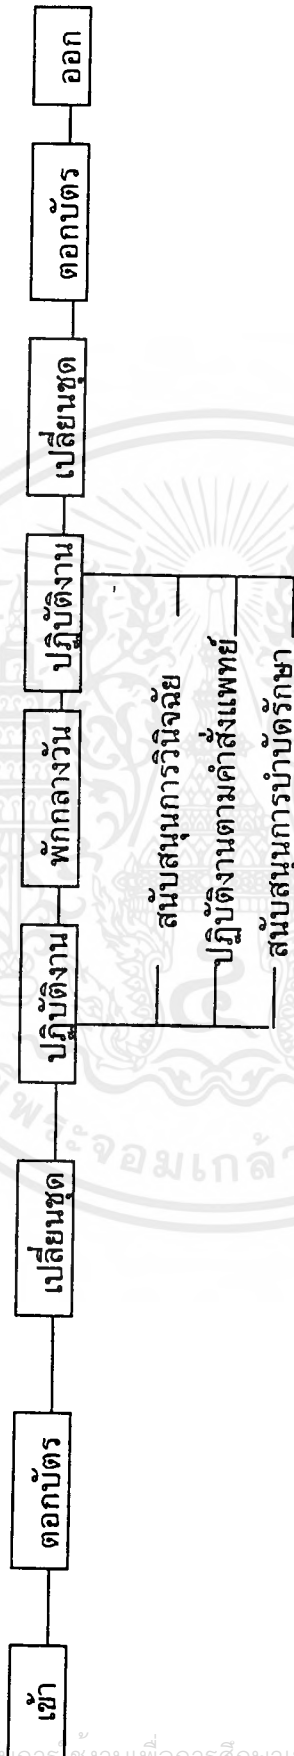 เข้า
ตอกบัตร
เปลี่ยนชุด
ปฏิบัติงาน
พักกลางวัน
ปฏิบัติงาน
เปลี่ยนชุด
ตอกบัตร
ออก
สนับสนุนการวินิจฉัย
ปฏิบัติงานตามคำสั่งแพทย์
สนับสนุนการบำบัดรักษา